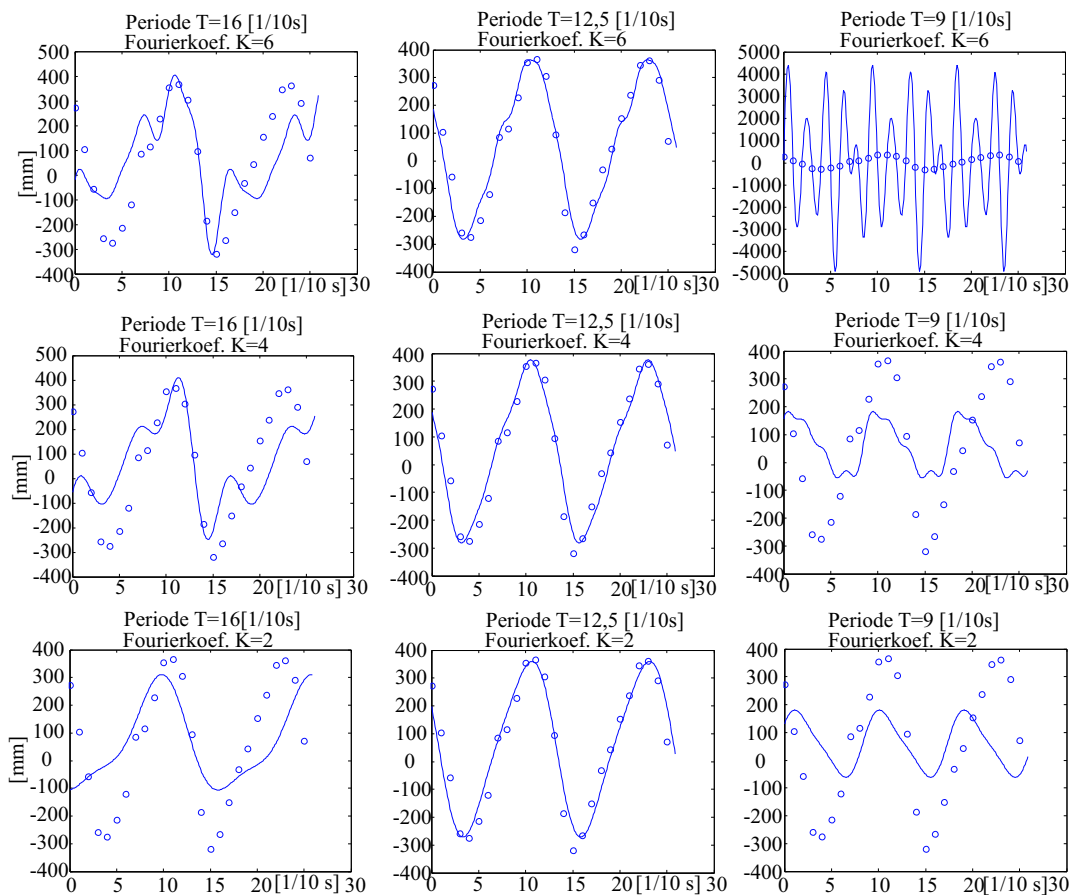 Periode T=16 [1/10s]
Fourierkoef. K=6
500
400
300
200
100
0
-100
-200
-300
-400
[mm]
0 5 10 15 20 [1/10 s] 30
Periode T=12,5 [1/10s]
Fourierkoef. K=6
400
300
200
100
0
-100
-200
-300
400
0 5 10 15 20 [1/10 s] 30
Periode T=9 [1/10s]
Fourierkoef. K=6
5000
4000
3000
2000
1000
0
-1000
-2000
-3000
4000
-5000
0 5 10 15 20 [1/10 s] 30
Periode T=16 [1/10s]
Fourierkoef. K=4
500
400
300
200
100
0
-100
-200
-300
-400
[mm]
0 5 10 15 20 [1/10 s] 30
Periode T=12,5 [1/10s]
Fourierkoef. K=4
400
300
200
100
0
-100
-200
-300
400
0 5 10 15 20 [1/10 s] 30
Periode T=9 [1/10s]
Fourierkoef. K=4
400
300
200
100
0
-100
-200
-300
-400
0 5 10 15 20 [1/10 s] 30
Periode T=16[1/10s]
Fourierkoef. K=2
400
300
200
100
0
-100
-200
-300
400
[mm]
0 5 10 15 20 [1/10 s] 30
Periode T=12,5 [1/10s]
Fourierkoef. K=2
400
300
200
100
0
-100
-200
-300
-400
0 5 10 15 20 [1/10 s] 30
Periode T=9 [1/10s]
Fourierkoef. K=2
400
300
200
100
0
-100
-200
-300
-400
0 5 10 15 20 [1/10 s] 30